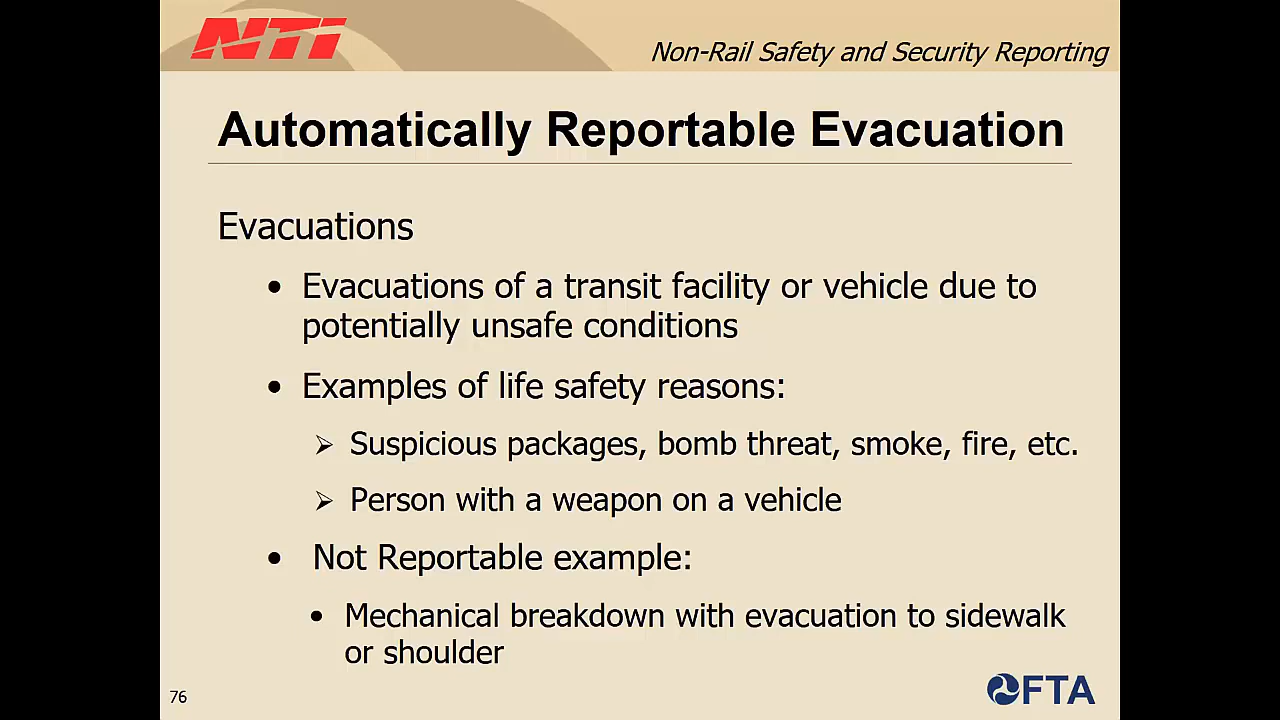 NTI
Non-Rail Safety and Security Reporting
Automatically Reportable Evacuation
Evacuations
• Evacuations of a transit facility or vehicle due to
potentially unsafe conditions
• Examples of life safety reasons:
➢ Suspicious packages, bomb threat, smoke, fire, etc.
➢ Person with a weapon on a vehicle
• Not Reportable example:
• Mechanical breakdown with evacuation to sidewalk
or shoulder
76
FTA